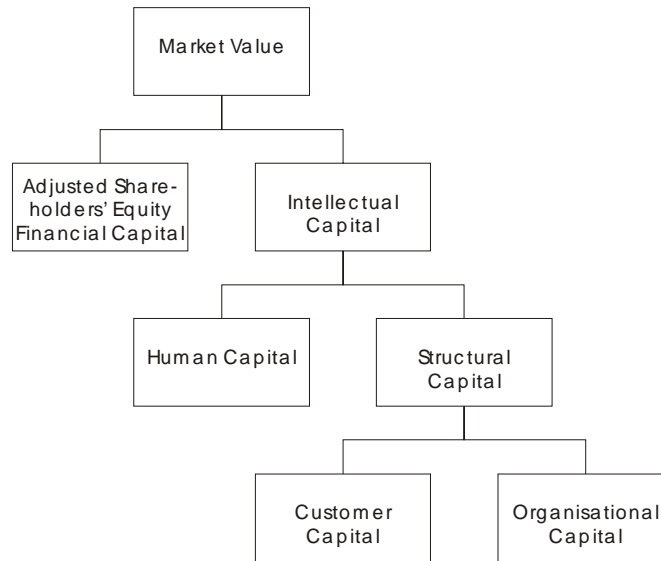 Market Value
Adjusted Share-
holders' Equity
Financial Capital
Intellectual
Capital
Human Capital
Structural
Capital
Customer
Capital
Organisational
Capital